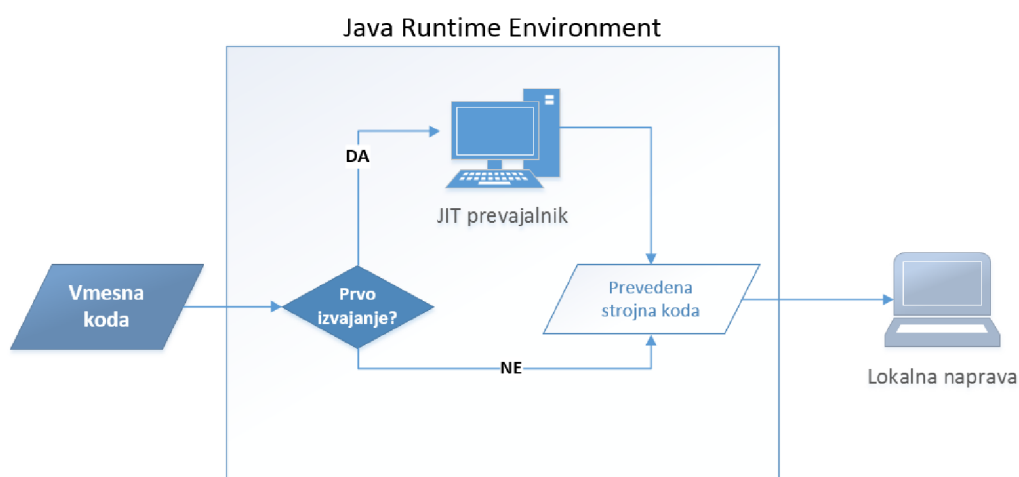 Java Runtime Environment
DA
JIT prevajalnik
Vmesna
koda
Prvo
izvajanje?
Prevedena
strojna koda
NE
Lokalna naprava